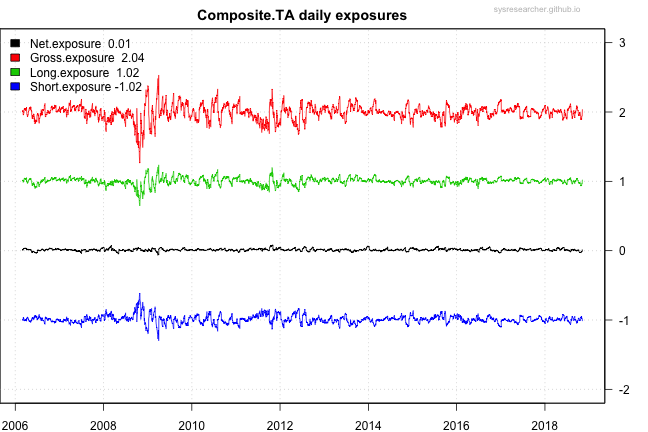 Composite.TA daily exposures
sysresearcher.github.io
Net.exposure 0.01
Gross.exposure 2.04
Long.exposure 1.02
Short.exposure -1.02
3
2
1
0
-1
-2
2006 2008 2010 2012 2014 2016 2018